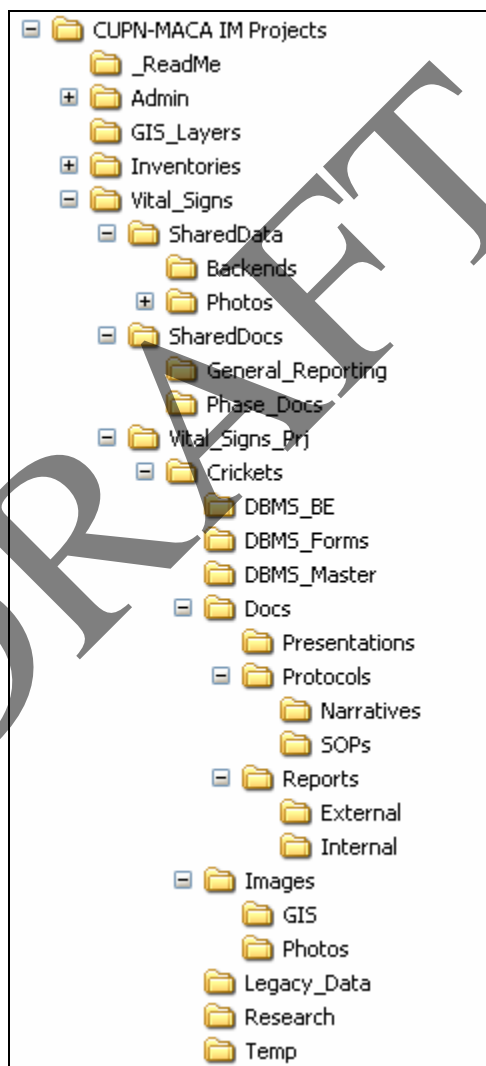 CUPN-MACA IM Projects
_ReadMe
Admin
GIS_Layers
Inventories
Vital_Signs
SharedData
Backends
Photos
SharedDocs
General_Reporting
Phase_Docs
Vital_Signs_Prj
Crickets
DBMS_BE
DBMS_Forms
DBMS_Master
Docs
Presentations
Protocols
Narratives
SOPs
Reports
External
Internal
Images
GIS
Photos
Legacy_Data
Research
Temp
DRAFT